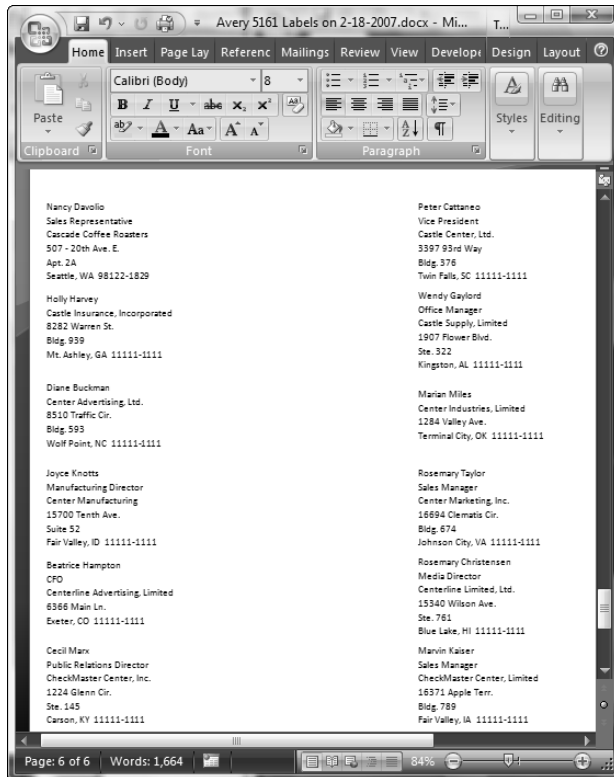 Avery 5161 Labels on 2-18-2007.docx - Mi... T...
Home Insert Page Lay Referenc Mailings Review View Develope Design Layout
Calibri (Body) 8
Paste
B I U abc x₂ x² Styles Editing
aby A Aa A A
Clipboard Font Paragraph
Nancy Davolio
Sales Representative
Cascade Coffee Roasters
507 - 20th Ave. E.
Apt. 2A
Seattle, WA 98122-1829
Peter Cattaneo
Vice President
Castle Center, Ltd.
3397 93rd Way
Bldg. 376
Twin Falls, SC 11111-1111
Holly Harvey
Castle Insurance, Incorporated
8282 Warren St.
Bldg. 939
Mt. Ashley, GA 11111-1111
Wendy Gaylord
Office Manager
Castle Supply, Limited
1907 Flower Blvd.
Ste. 322
Kingston, AL 11111-1111
Diane Buckman
Center Advertising, Ltd.
8510 Traffic Cir.
Bldg. 593
Wolf Point, NC 11111-1111
Marian Miles
Center Industries, Limited
1284 Valley Ave.
Terminal City, OK 11111-1111
Joyce Knotts
Manufacturing Director
Center Manufacturing
15700 Tenth Ave.
Suite 52
Fair Valley, ID 11111-1111
Rosemary Taylor
Sales Manager
Center Marketing, Inc.
16694 Clematis Cir.
Bldg. 674
Johnson City, VA 11111-1111
Beatrice Hampton
CFO
Centerline Advertising, Limited
6366 Main Ln.
Exeter, CO 11111-1111
Rosemary Christensen
Media Director
Centerline Limited, Ltd.
15340 Wilson Ave.
Ste. 761
Blue Lake, HI 11111-1111
Cecil Marx
Public Relations Director
CheckMaster Center, Inc.
1224 Glenn Cir.
Ste. 145
Carson, KY 11111-1111
Marvin Kaiser
Sales Manager
CheckMaster Center, Limited
16371 Apple Terr.
Bldg. 789
Fair Valley, IA 11111-1111
Page: 6 of 6 Words: 1,664 84%